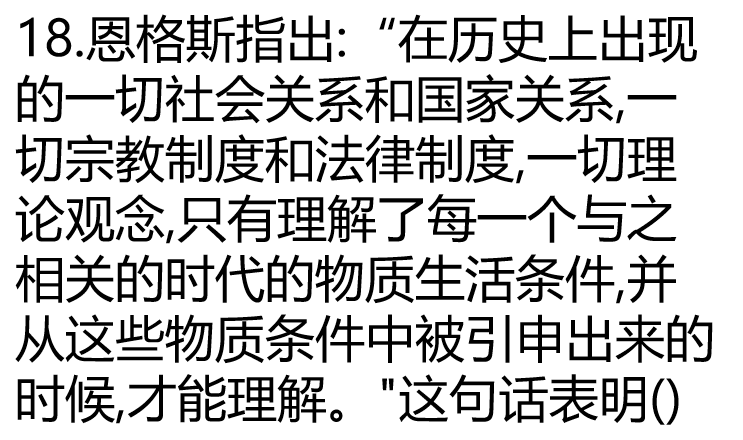 18.恩格斯指出:“在历史上出现
的一切社会关系和国家关系,一
切宗教制度和法律制度,一切理
论观念,只有理解了每一个与之
相关的时代的物质生活条件,并
从这些物质条件中被引申出来的
时候,才能理解。"这句话表明()